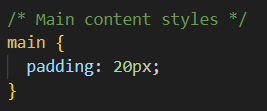 /* Main content styles */
main {
  padding: 20px;
}